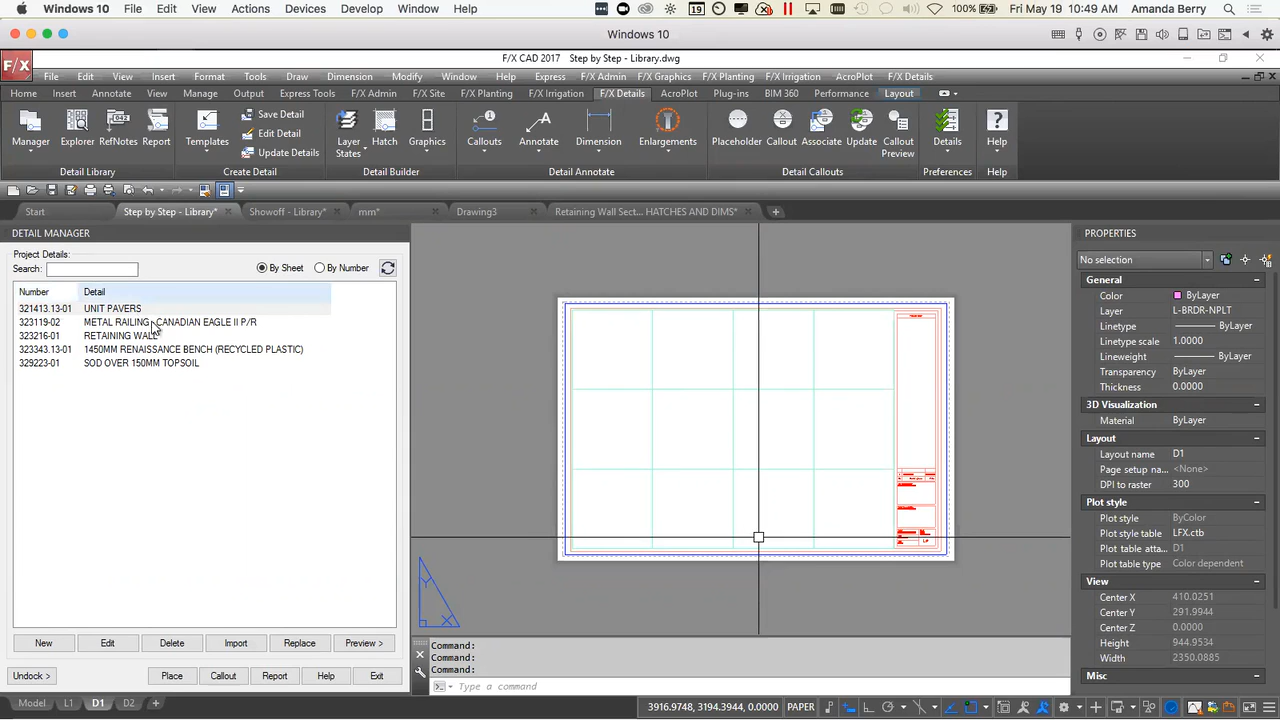 Windows 10 File Edit View Actions Devices Develop Window Help 19 100% Fri May 19 10:49 AM Amanda Berry
Windows 10
F/X
F/X CAD 2017 Step by Step - Library.dwg
File Edit View Insert Format Tools Draw Dimension Modify Window Help Express F/X Admin F/X Graphics F/X Planting F/X Irrigation AcroPlot F/X Details
Home Insert Annotate View Manage Output Express Tools F/X Admin F/X Site F/X Planting F/X Irrigation F/X Details AcroPlot Plug-ins BIM 360 Performance Layout
Manager Explorer RefNotes Report Templates Save Detail Edit Detail Update Details Layer States Hatch Graphics Callouts Annotate Dimension Enlargements Placeholder Callout Associate Update Callout Preview Details Help
Detail Library Create Detail Detail Builder Detail Annotate Detail Callouts Preferences Help
Start Step by Step - Library* Showoff - Library* mm* Drawing3 Retaining Wall Sect... HATCHES AND DIMS*
DETAIL MANAGER
Project Details:
Search: By Sheet By Number
Number Detail
321413.13-01 UNIT PAVERS
323119-02 METAL RAILING- CANADIAN EAGLE II P/R
323216-01 RETAINING WALL
323343.13-01 1450MM RENAISSANCE BENCH (RECYCLED PLASTIC)
329223-01 SOD OVER 150MM TOPSOIL
New Edit Delete Import Replace Preview >
Undock > Place Callout Report Help Exit
Y
X
Command:
Command:
Command:
Type a command
PROPERTIES
No selection
General
Color ByLayer
Layer L-BRDR-NPLT
Linetype ByLayer
Linetype scale 1.0000
Lineweight ByLayer
Transparency ByLayer
Thickness 0.0000
3D Visualization
Material ByLayer
Layout
Layout name D1
Page setup na... <None>
DPI to raster 300
Plot style
Plot style ByColor
Plot style table LFX.ctb
Plot table atta... D1
Plot table type Color dependent
View
Center X 410.0251
Center Y 291.9944
Center Z 0.0000
Height 944.9534
Width 2350.0885
Misc
Model L1 D1 D2 + 3916.9748, 3194.3944, 0.0000 PAPER